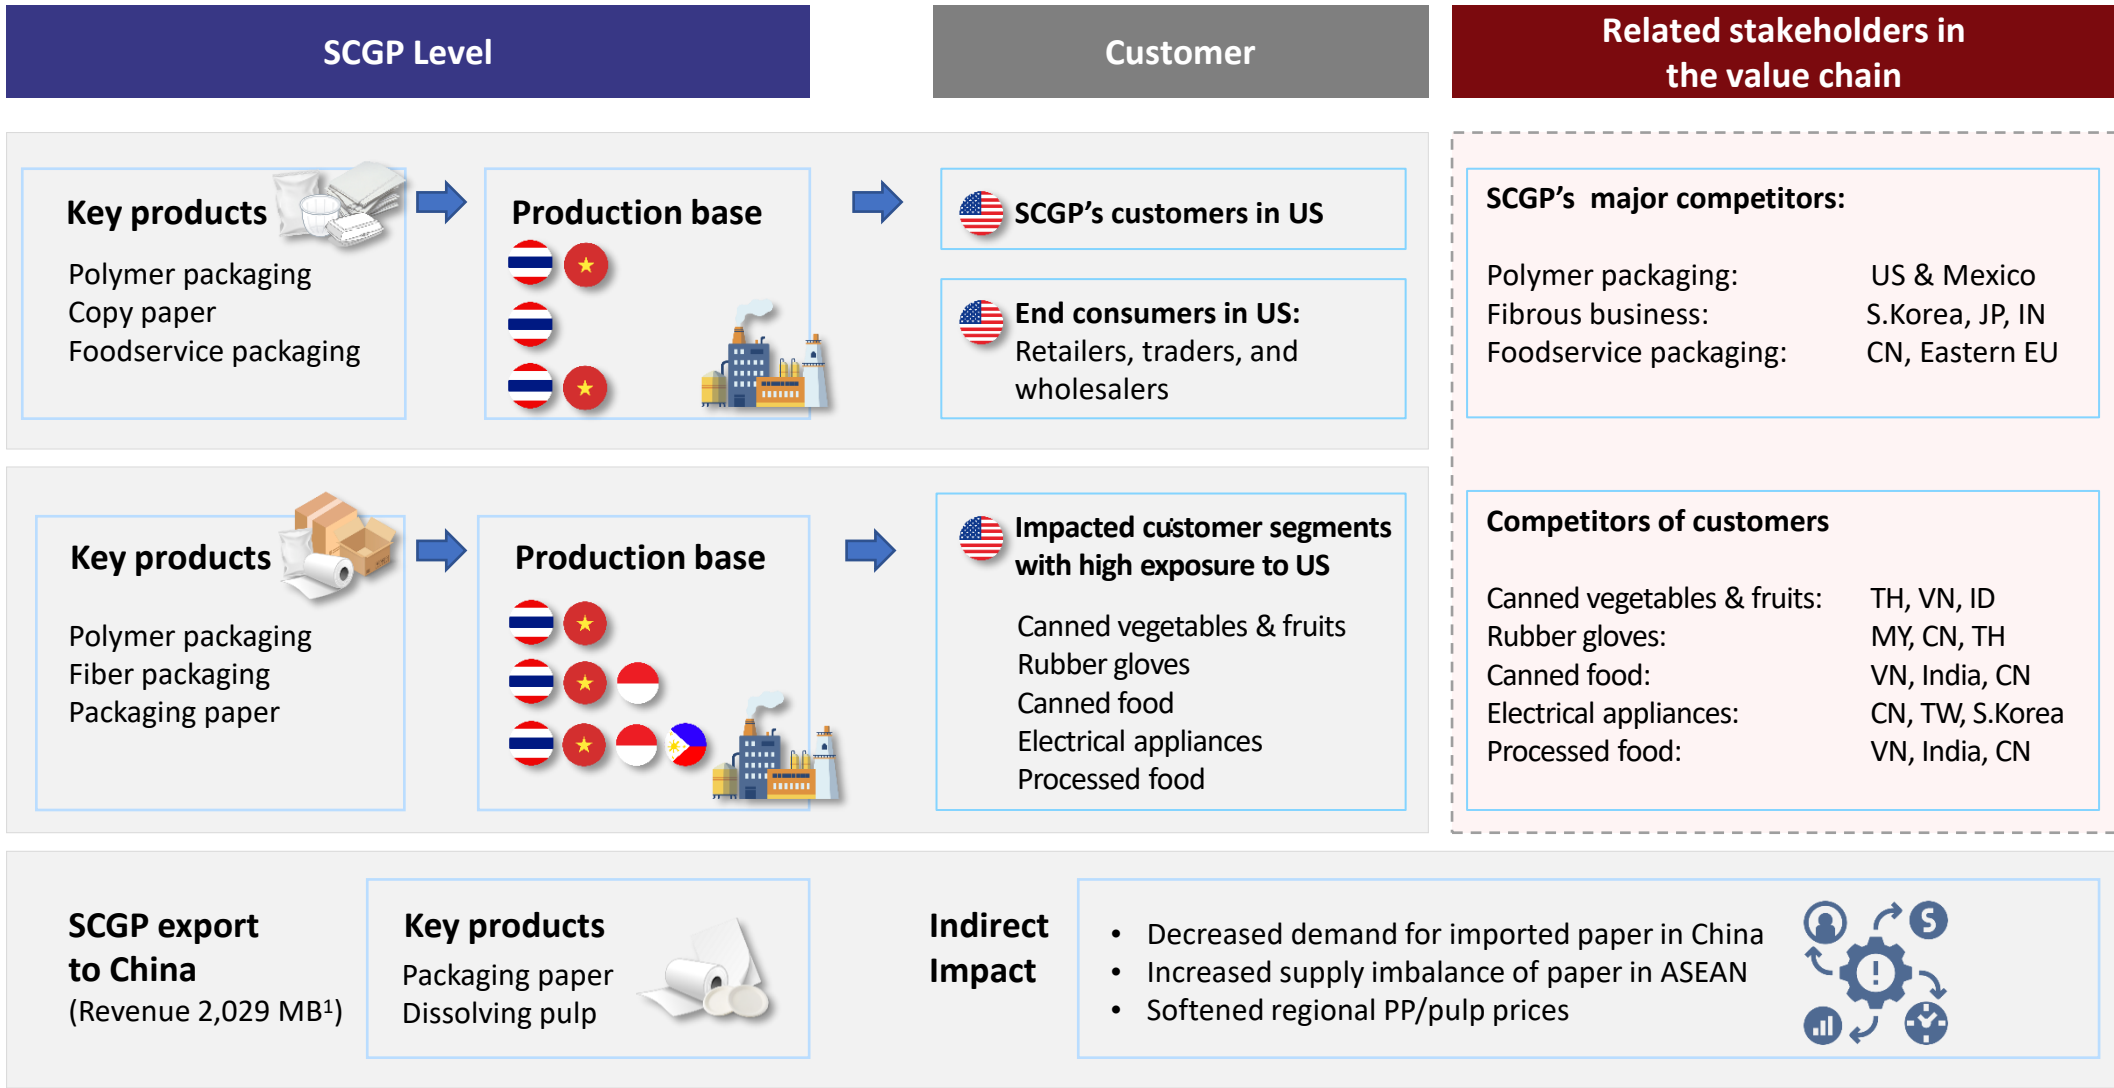 SCGP Level
Customer
Related stakeholders in
the value chain
Key products
Polymer packaging
Copy paper
Foodservice packaging
Production base
SCGP's customers in US
End consumers in US:
Retailers, traders, and
wholesalers
SCGP's  major competitors:
Polymer packaging: US & Mexico
Fibrous business: S.Korea, JP, IN
Foodservice packaging: CN, Eastern EU
Key products
Polymer packaging
Fiber packaging
Packaging paper
Production base
Impacted customer segments
with high exposure to US
Canned vegetables & fruits
Rubber gloves
Canned food
Electrical appliances
Processed food
Competitors of customers
Canned vegetables & fruits: TH, VN, ID
Rubber gloves: MY, CN, TH
Canned food: VN, India, CN
Electrical appliances: CN, TW, S.Korea
Processed food: VN, India, CN
SCGP export
to China
(Revenue 2,029 MB¹)
Key products
Packaging paper
Dissolving pulp
Indirect
Impact
• Decreased demand for imported paper in China
• Increased supply imbalance of paper in ASEAN
• Softened regional PP/pulp prices